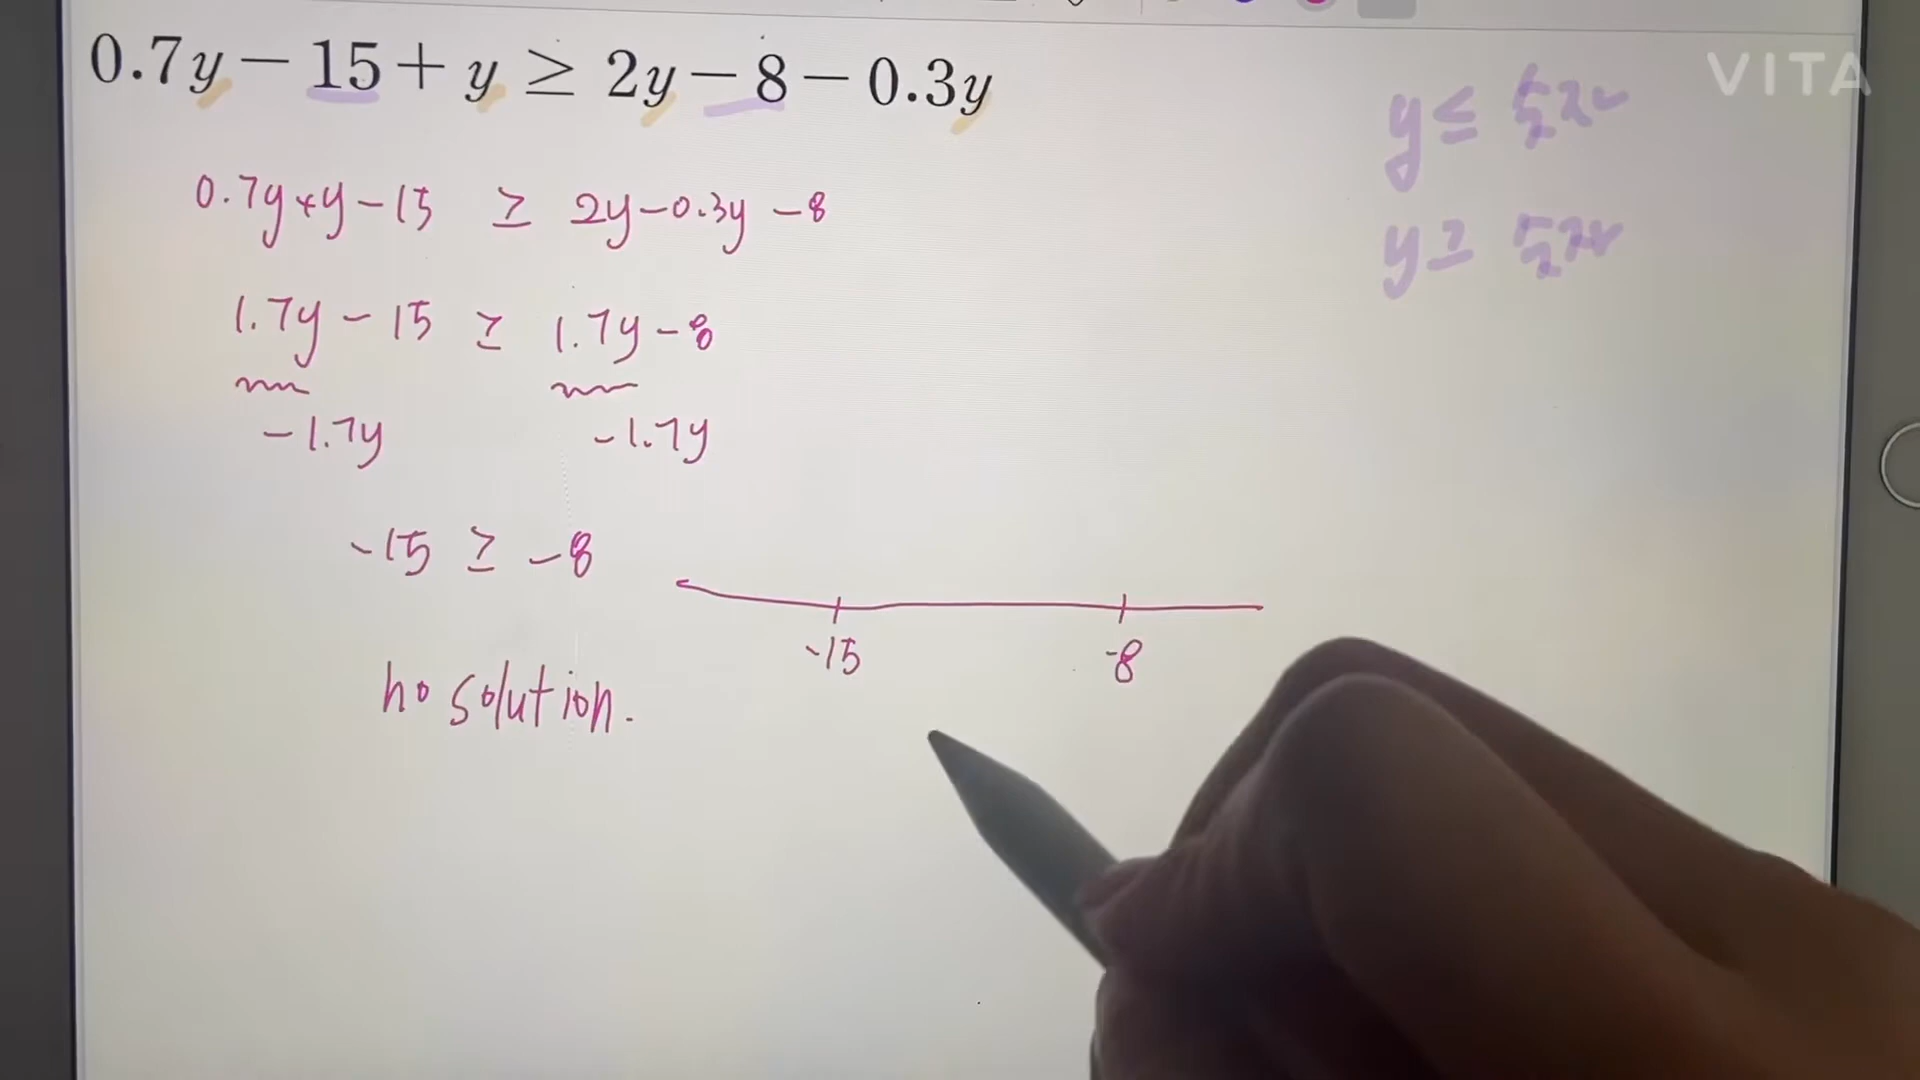 0.7y − 15 + y ≥ 2y − 8 − 0.3y
VITA
y ≤
y ≥
0.7y + y − 15 ≥ 2y − 0.3y − 8
1.7y − 15 ≥ 1.7y − 8
− 1.7y − 1.7y
-15 ≥ -8
-15 -8
no solution.